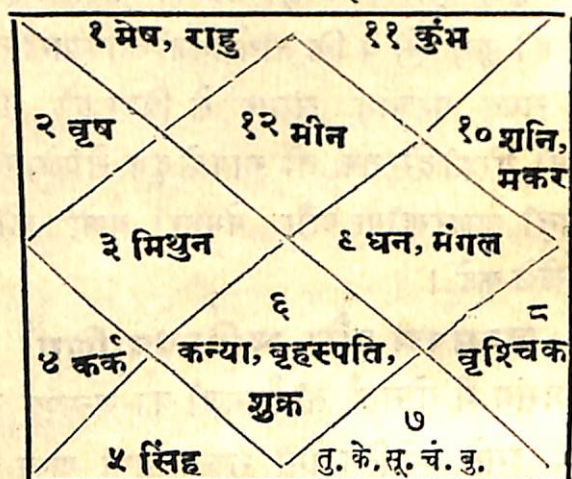 १ मेष, राहु
११ कुंभ
२ वृष
१२ मीन
१० शनि,
मकर
३ मिथुन
९ धन, मंगल
४ कर्क
६
कन्या, बृहस्पति,
शुक्र
८
वृश्चिक
५ सिंह
७
तु. के. सू. चं. बु.